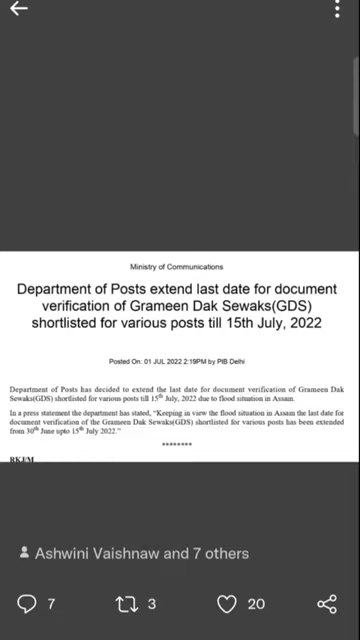 Ministry of Communications
Department of Posts extend last date for document
verification of Grameen Dak Sewaks(GDS)
shortlisted for various posts till 15th July, 2022
Posted On: 01 JUL 2022 2:19PM by PIB Delhi
Department of Posts has decided to extend the last date for document verification of Grameen Dak
Sewaks(GDS) shortlisted for various posts till 15th July, 2022 due to flood situation in Assam.
In a press statement the department has stated, “Keeping in view the flood situation in Assam the last date for
document verification of the Grameen Dak Sewaks(GDS) shortlisted for various posts has been extended
from 30th June upto 15th July 2022.”
********
RKJ/M
Ashwini Vaishnaw and 7 others
7 3 20